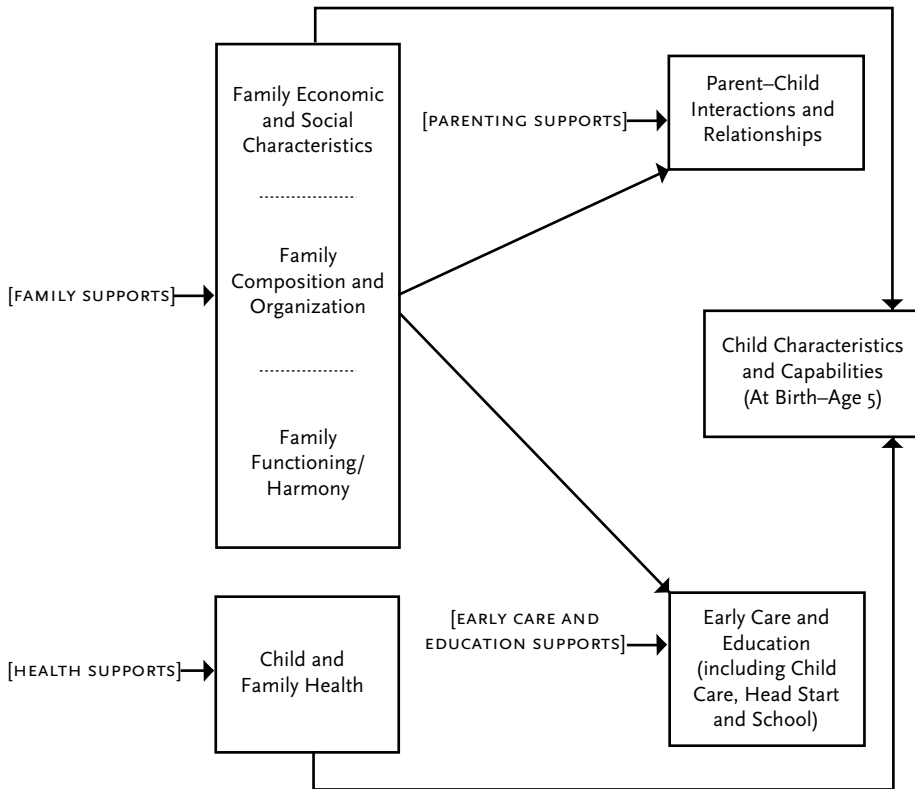 Family Economic
and Social
Characteristics
Family
Composition and
Organization
Family
Functioning/
Harmony
[FAMILY SUPPORTS]
[PARENTING SUPPORTS]
Parent–Child
Interactions and
Relationships
Child Characteristics
and Capabilities
(At Birth–Age 5)
[HEALTH SUPPORTS]
Child and
Family Health
[EARLY CARE AND
EDUCATION SUPPORTS]
Early Care and
Education
(including Child
Care, Head Start
and School)